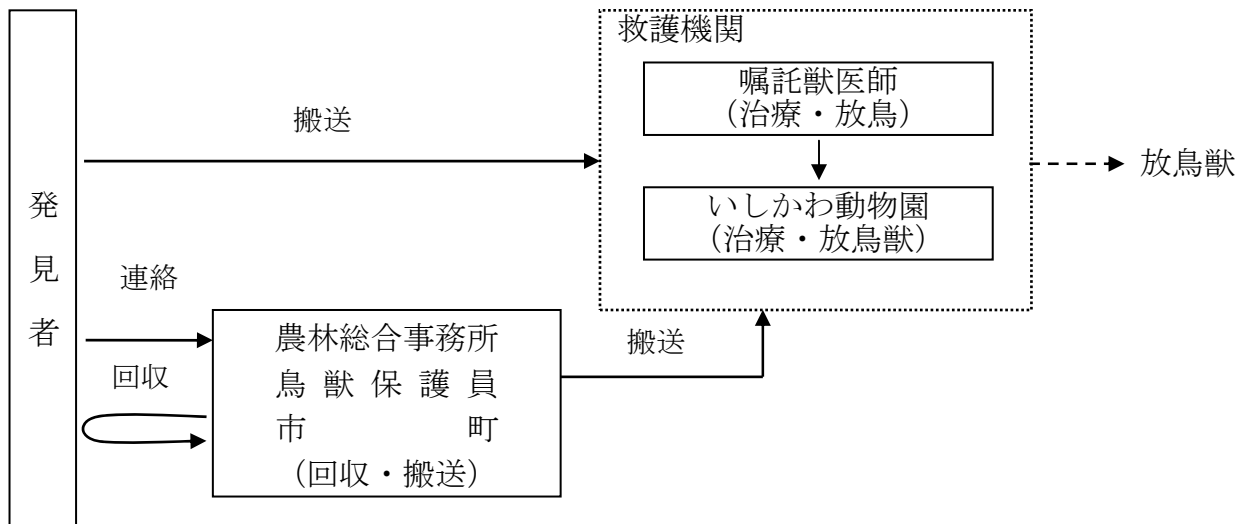 救護機関
嘱託獣医師
（治療・放鳥）
搬送
放鳥獣
いしかわ動物園
（治療・放鳥獣）
発見者
連絡
農林総合事務所
鳥獣保護員
市町
（回収・搬送）
搬送
回収